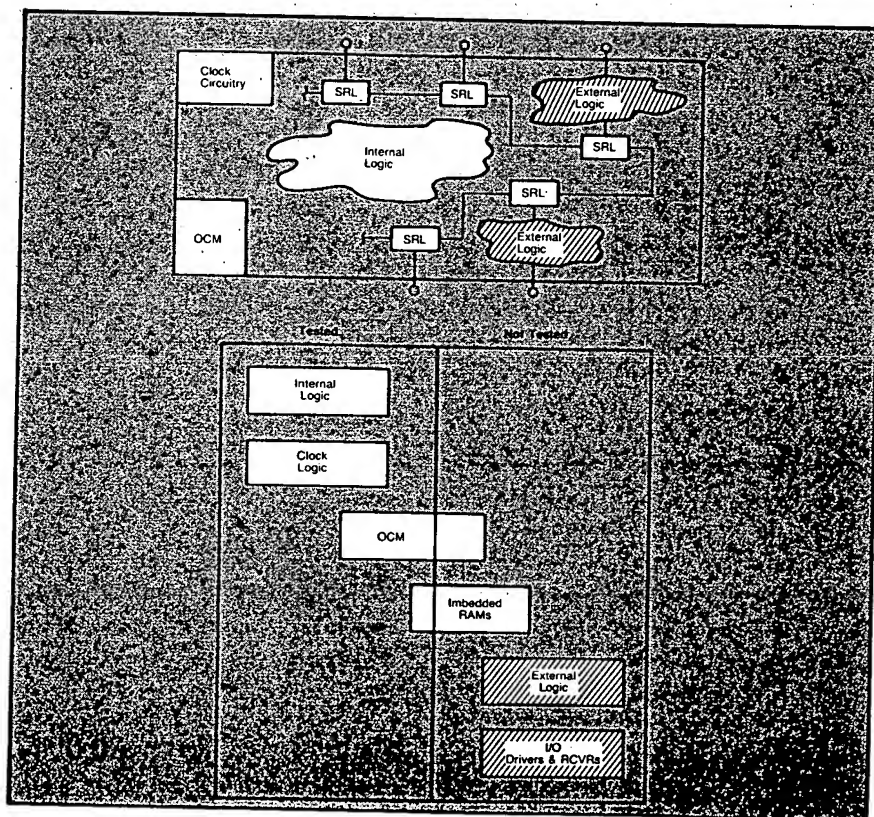 Clock
Circuitry
SRL
SRL
External
Logic
Internal
Logic
SRL
SRL
OCM
SRL
External
Logic
Tested
Not Tested
Internal
Logic
Clock
Logic
OCM
Imbedded
RAMs
External
Logic
I/O
Drivers & RCVRs